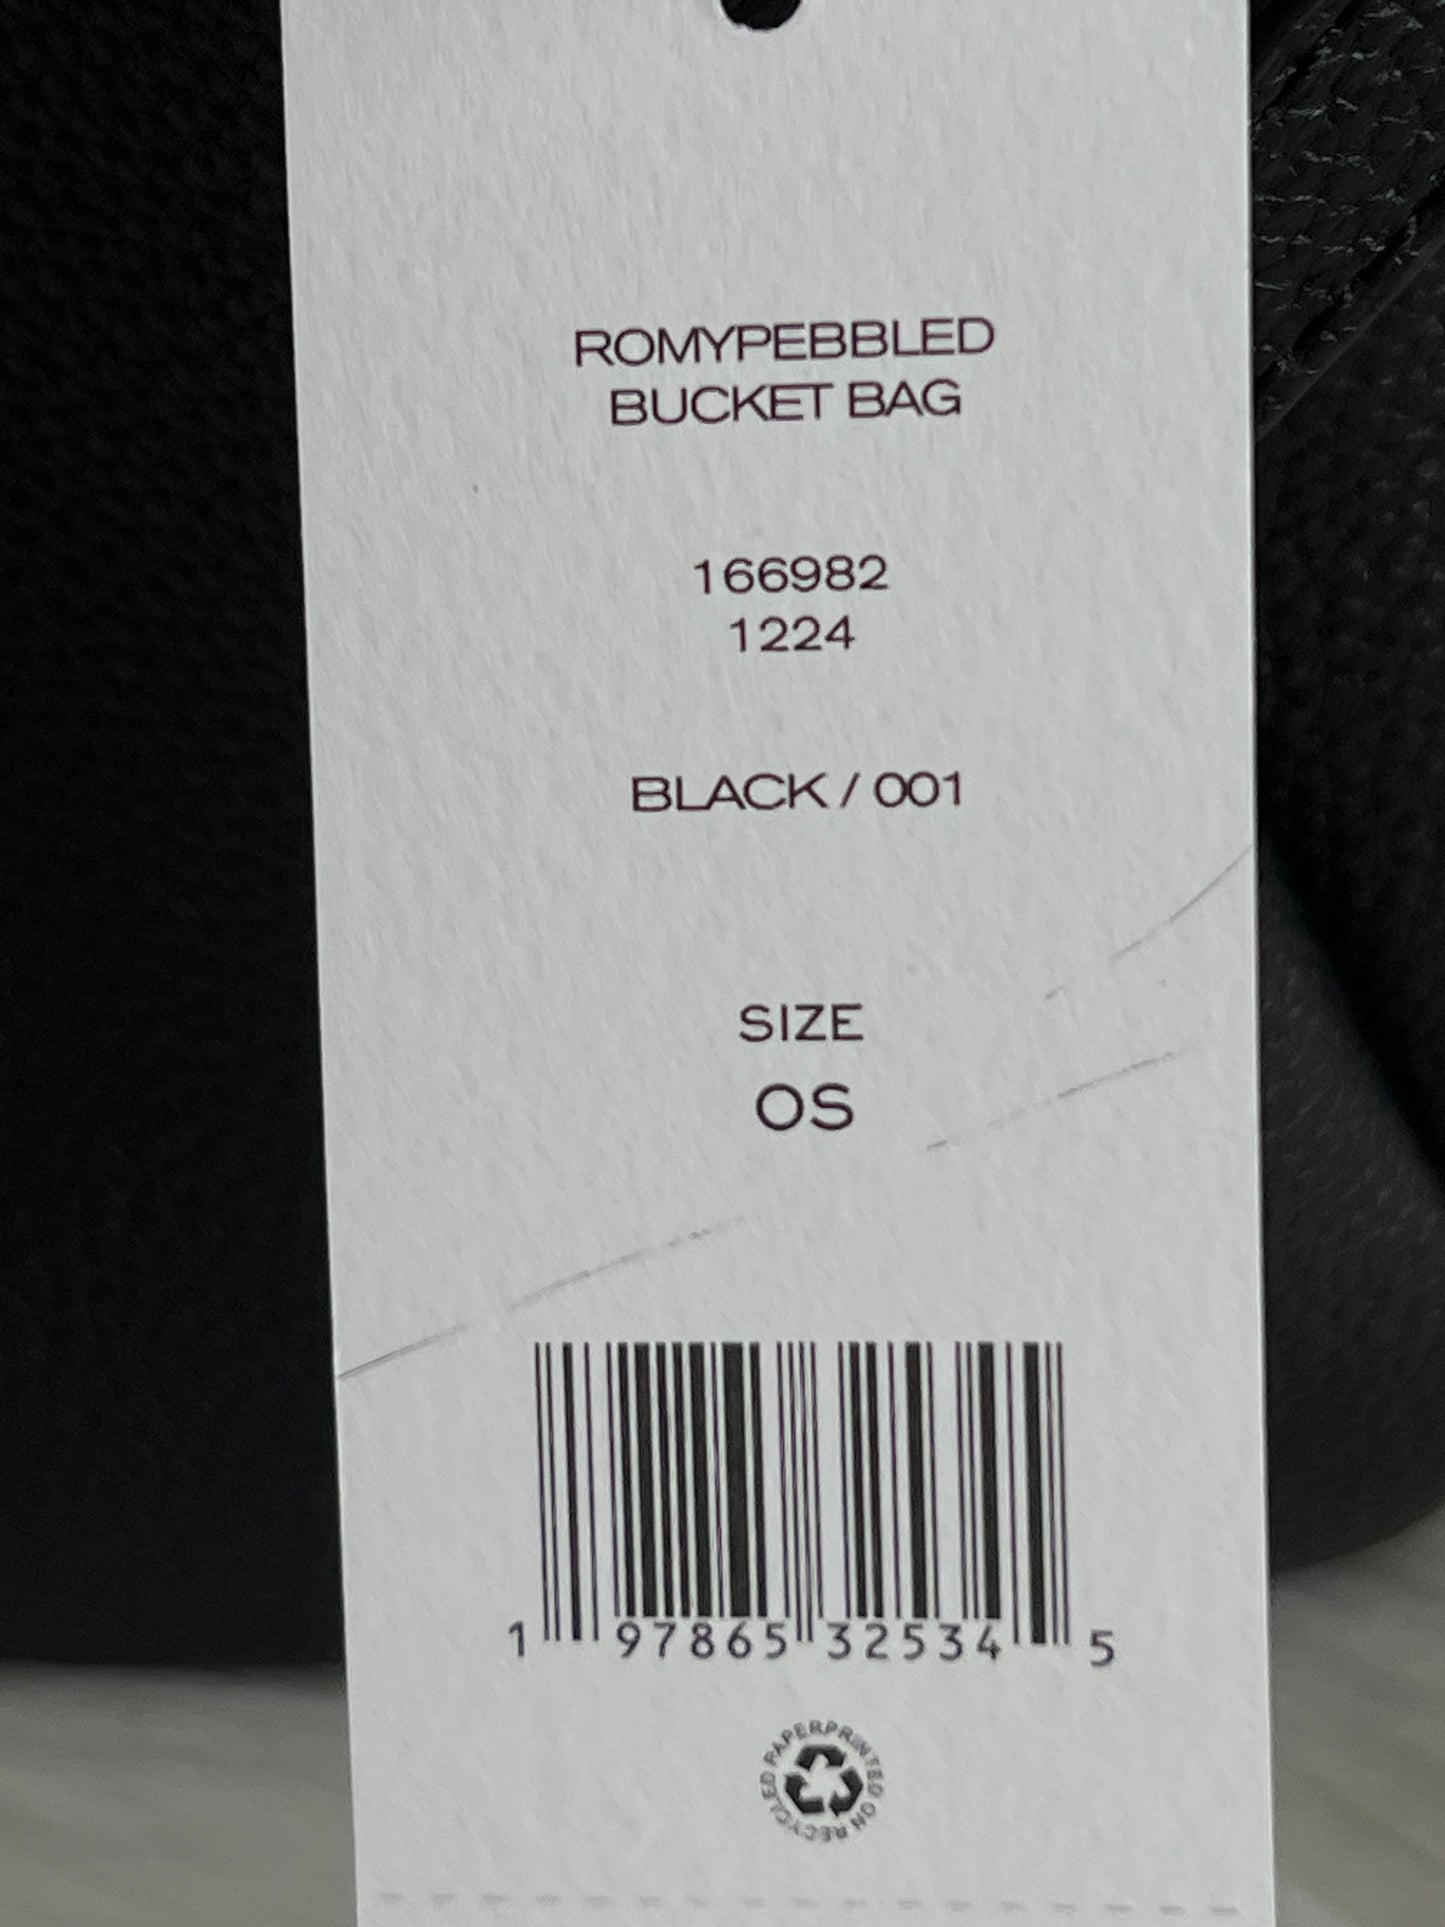 ROMYPEBBLED
BUCKET BAG
166982
1224
BLACK / 001
SIZE
OS
1 97865 32534 5
PRINTED ON RECYCLED PAPER